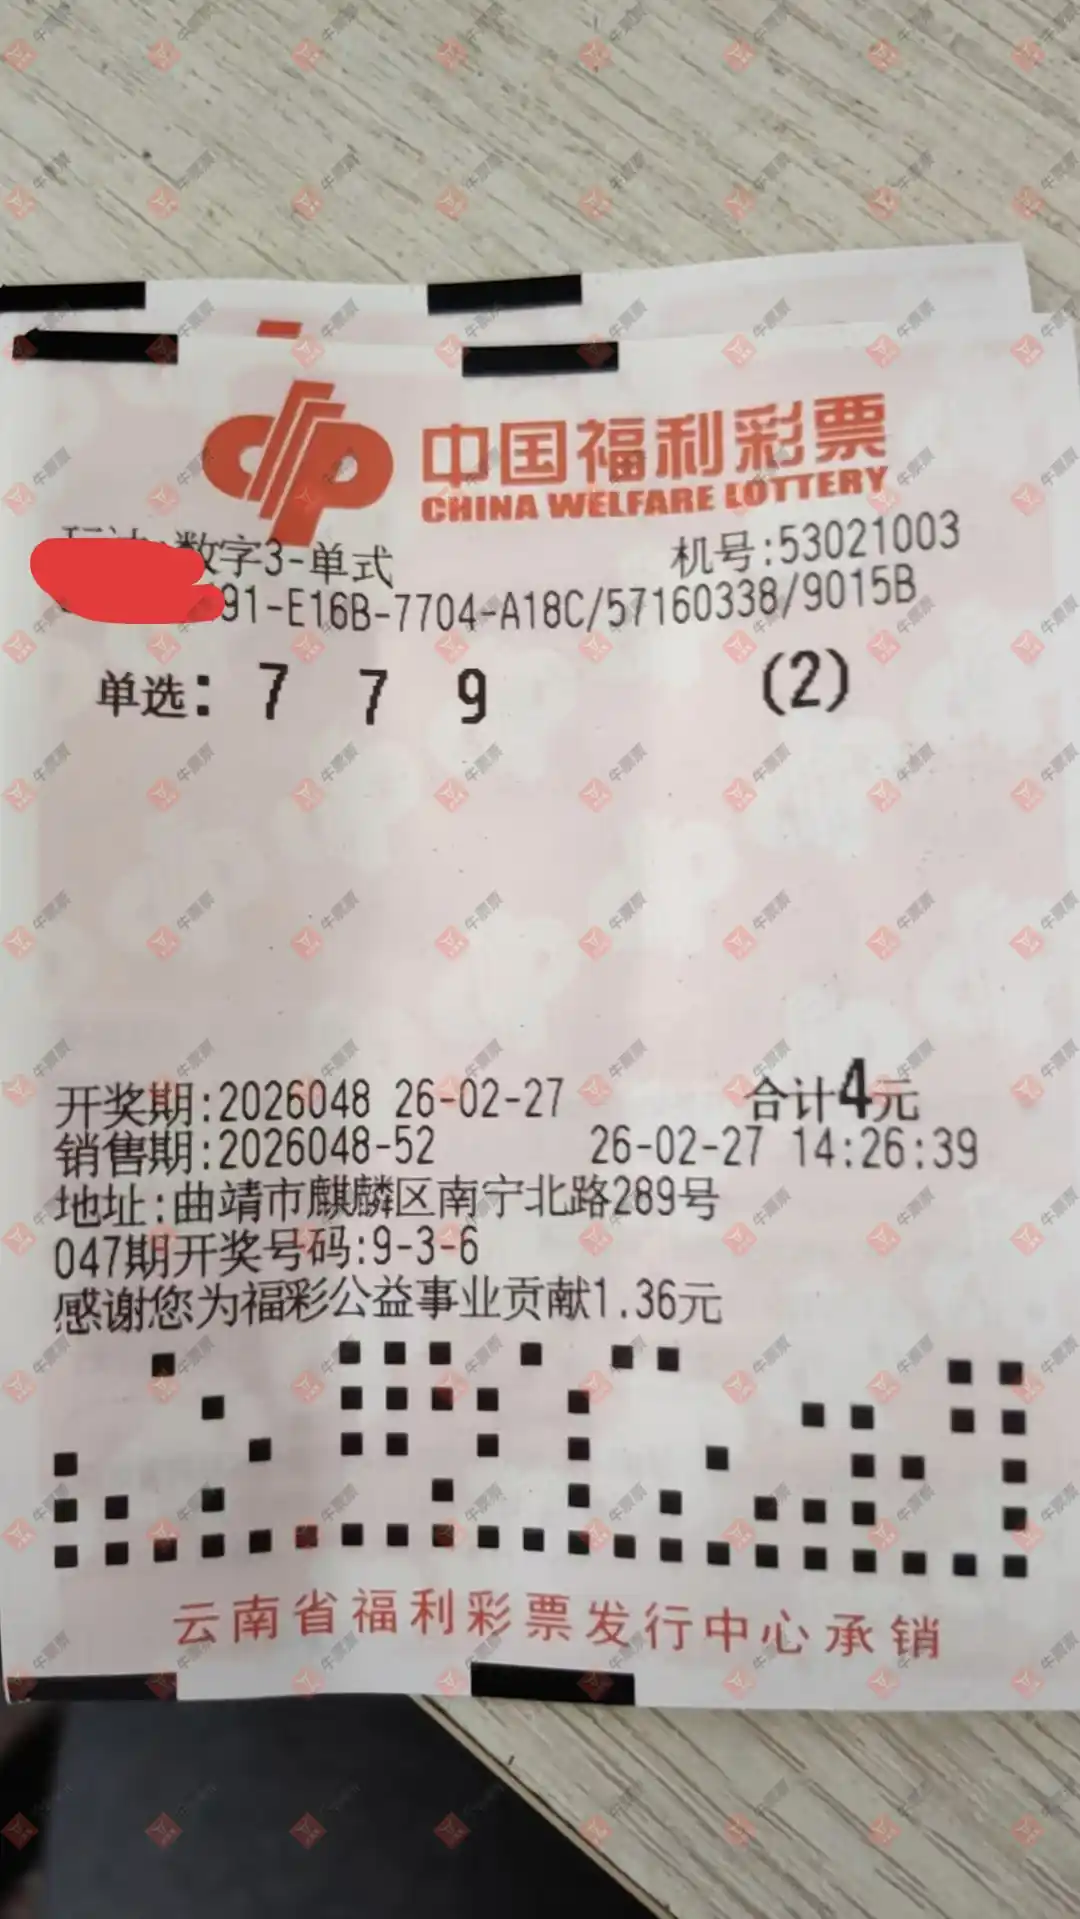 中国福利彩票
CHINA WELFARE LOTTERY
数字3-单式 机号:53021003
91-E16B-7704-A18C/57160338/9015B
单选: 7 7 9 (2)
开奖期:2026048 26-02-27 合计4元
销售期:2026048-52 26-02-27 14:26:39
地址:曲靖市麒麟区南宁北路289号
047期开奖号码:9-3-6
感谢您为福彩公益事业贡献1.36元
云南省福利彩票发行中心承销